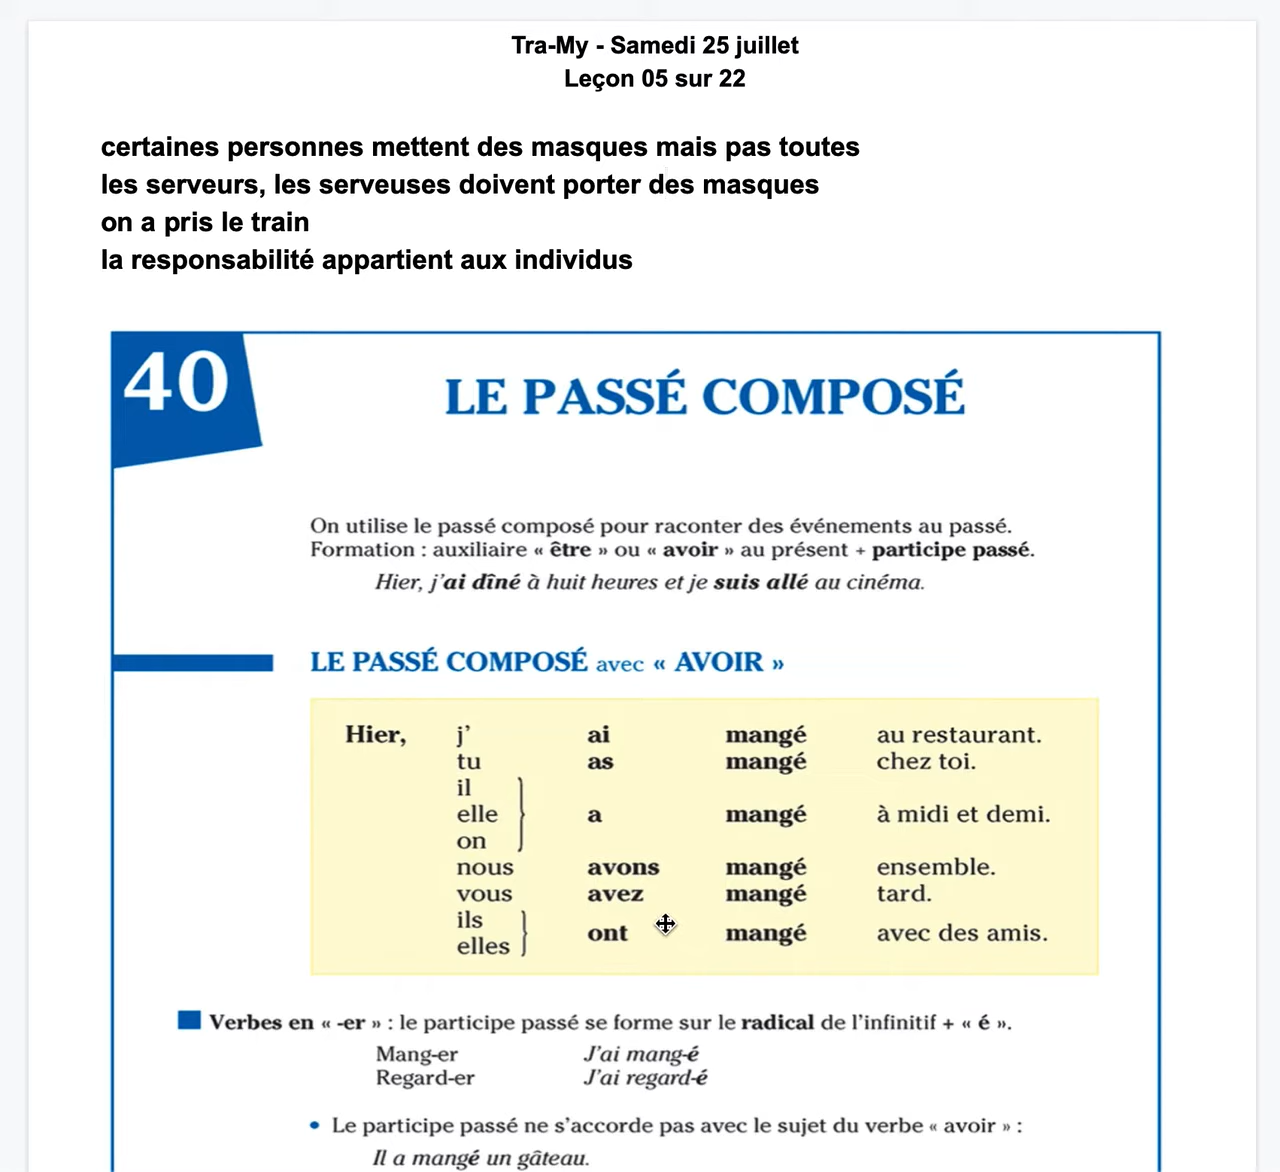 Tra-My - Samedi 25 juillet
Leçon 05 sur 22
certaines personnes mettent des masques mais pas toutes
les serveurs, les serveuses doivent porter des masques
on a pris le train
la responsabilité appartient aux individus
40
LE PASSÉ COMPOSÉ
On utilise le passé composé pour raconter des événements au passé.
Formation : auxiliaire « être » ou « avoir » au présent + participe passé.
Hier, j'ai dîné à huit heures et je suis allé au cinéma.
LE PASSÉ COMPOSÉ avec « AVOIR »
Hier, j' ai mangé au restaurant.
tu as mangé chez toi.
il
elle a mangé à midi et demi.
on
nous avons mangé ensemble.
vous avez mangé tard.
ils
ont mangé avec des amis.
elles
Verbes en « -er » : le participe passé se forme sur le radical de l'infinitif + « é ».
Mang-er J'ai mang-é
Regard-er J'ai regard-é
• Le participe passé ne s'accorde pas avec le sujet du verbe « avoir » :
Il a mangé un gâteau.